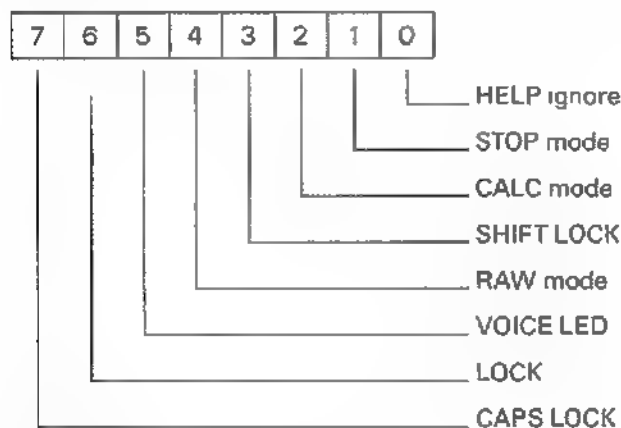 7 6 5 4 3 2 1 0
HELP ignore
STOP mode
CALC mode
SHIFT LOCK
RAW mode
VOICE LED
LOCK
CAPS LOCK